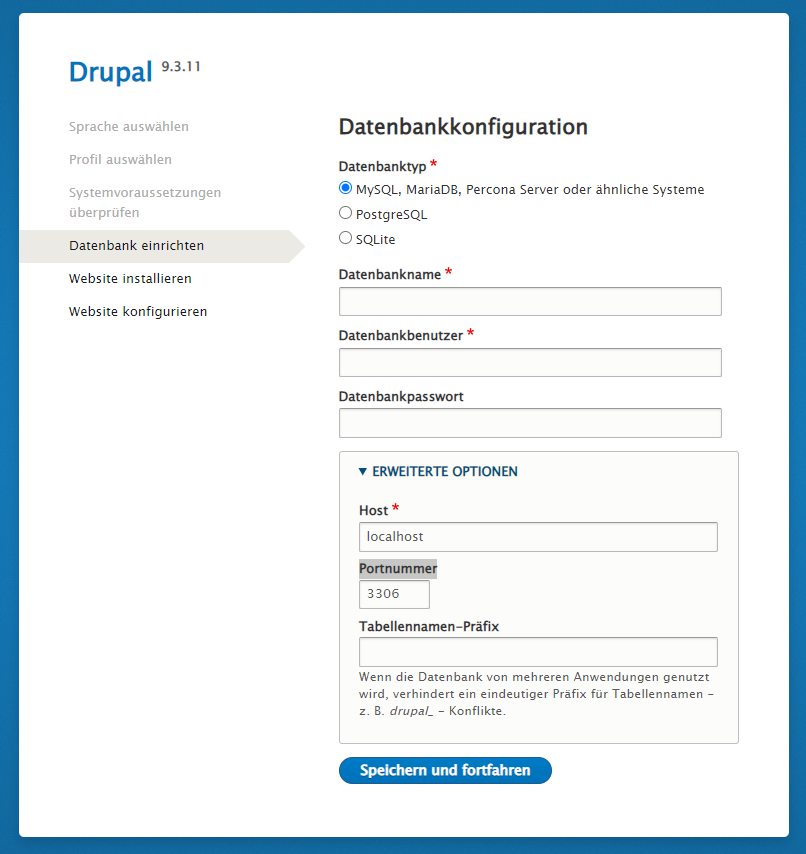 Drupal 9.3.11
Sprache auswählen
Profil auswählen
Systemvoraussetzungen
überprüfen
Datenbank einrichten
Website installieren
Website konfigurieren
Datenbankkonfiguration
Datenbanktyp *
MySQL, MariaDB, Percona Server oder ähnliche Systeme
PostgreSQL
SQLite
Datenbankname *
Datenbankbenutzer *
Datenbankpasswort
▼ ERWEITERTE OPTIONEN
Host *
localhost
Portnummer
3306
Tabellennamen-Präfix
Wenn die Datenbank von mehreren Anwendungen genutzt
wird, verhindert ein eindeutiger Präfix für Tabellennamen –
z. B. drupal_ – Konflikte.
Speichern und fortfahren